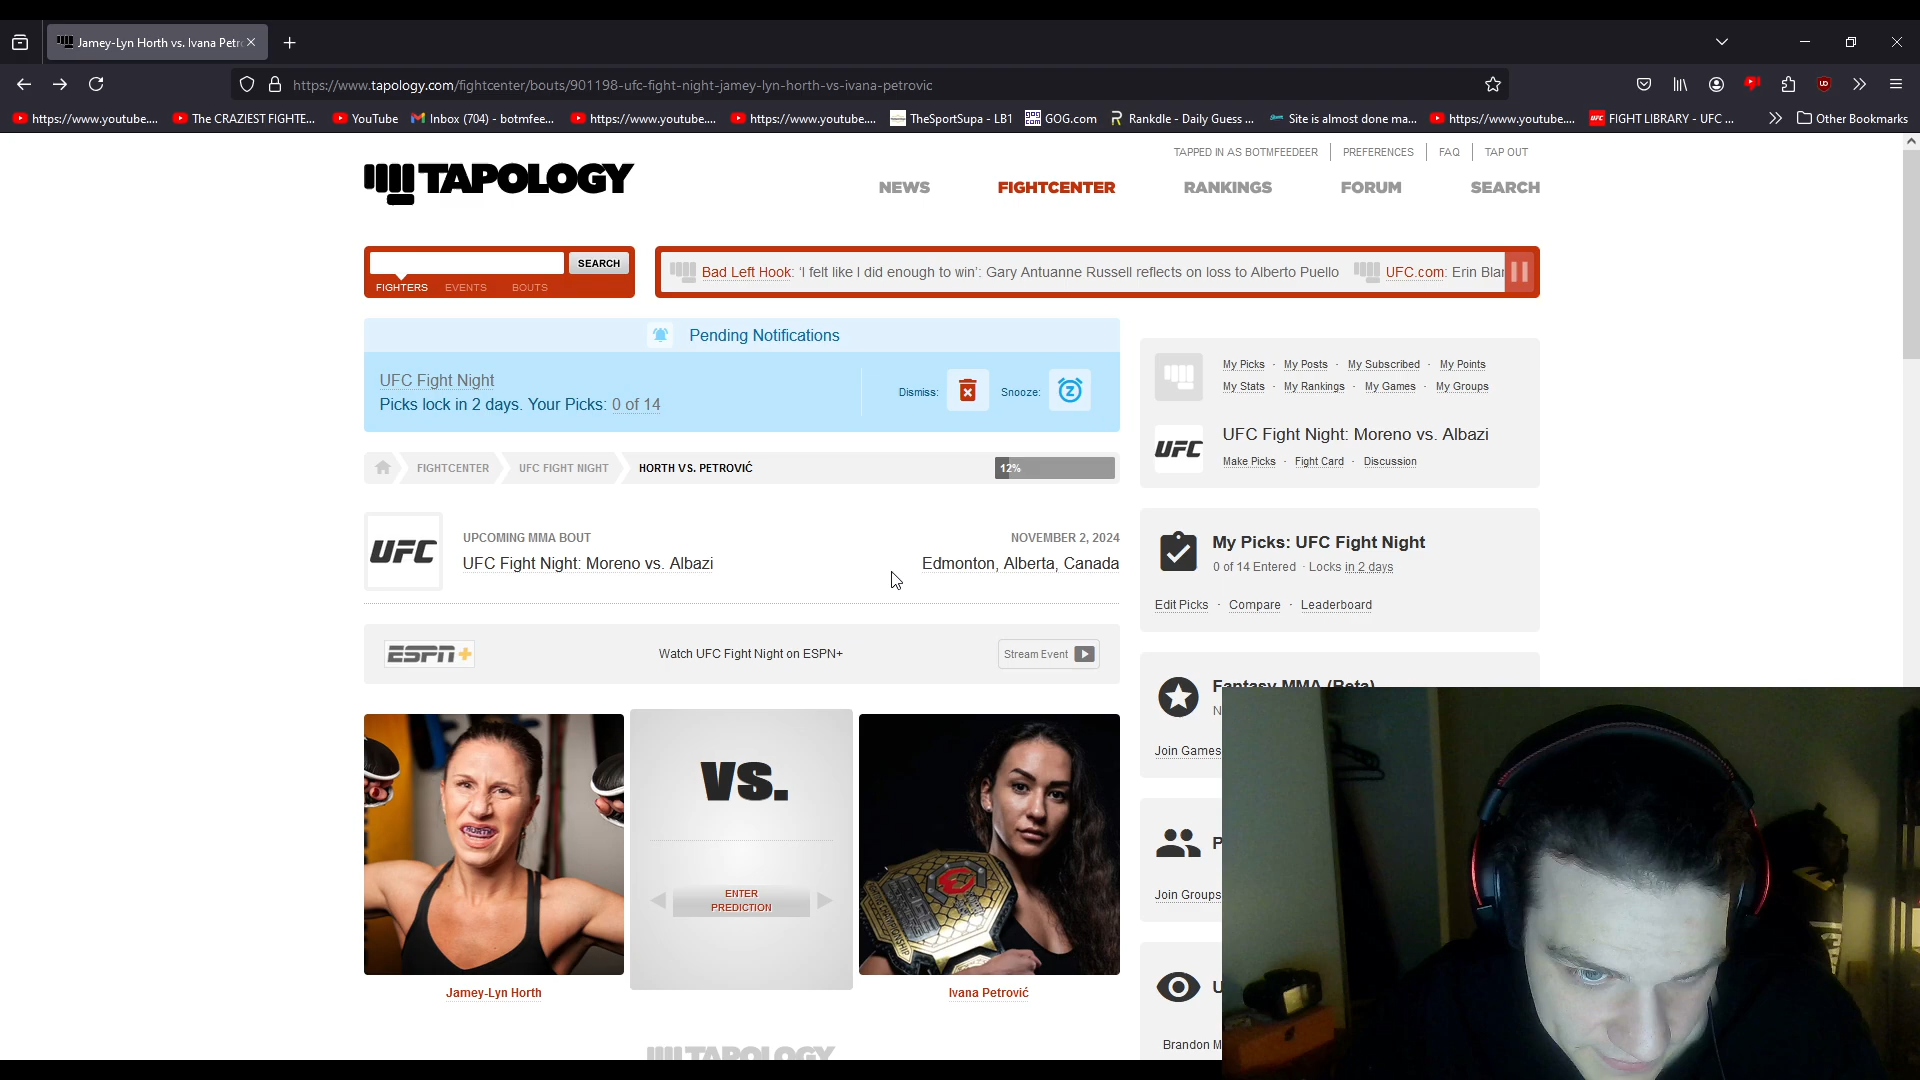 Jamey-Lyn Horth vs. Ivana Petr
https://www.tapology.com/fightcenter/bouts/901198-ufc-fight-night-jamey-lyn-horth-vs-ivana-petrovic
https://www.youtube....
The CRAZIEST FIGHTE...
YouTube
Inbox (704) - botmfee...
https://www.youtube....
https://www.youtube....
TheSportSupa - LB1
GOG.com
Rankdle - Daily Guess ...
Site is almost done ma...
https://www.youtube....
FIGHT LIBRARY - UFC ...
Other Bookmarks
TAPPED IN AS BOTMFEEDEER
PREFERENCES
FAQ
TAP OUT
TAPOLOGY
NEWS
FIGHTCENTER
RANKINGS
FORUM
SEARCH
SEARCH
FIGHTERS
EVENTS
BOUTS
Bad Left Hook: 'I felt like I did enough to win': Gary Antuanne Russell reflects on loss to Alberto Puello
UFC.com: Erin Blan
Pending Notifications
UFC Fight Night
Picks lock in 2 days. Your Picks: 0 of 14
Dismiss:
Snooze:
My Picks · My Posts · My Subscribed · My Points
My Stats · My Rankings · My Games · My Groups
UFC
UFC Fight Night: Moreno vs. Albazi
Make Picks · Fight Card · Discussion
FIGHTCENTER
UFC FIGHT NIGHT
HORTH VS. PETROVIĆ
12%
UFC
UPCOMING MMA BOUT
UFC Fight Night: Moreno vs. Albazi
NOVEMBER 2, 2024
Edmonton, Alberta, Canada
My Picks: UFC Fight Night
0 of 14 Entered · Locks in 2 days
Edit Picks · Compare · Leaderboard
ESPN+
Watch UFC Fight Night on ESPN+
Stream Event
Fantasy MMA (Beta)
N
Join Games
VS.
ENTER
PREDICTION
P
Join Groups
U
Brandon M
Jamey-Lyn Horth
Ivana Petrović
TAPOLOGY